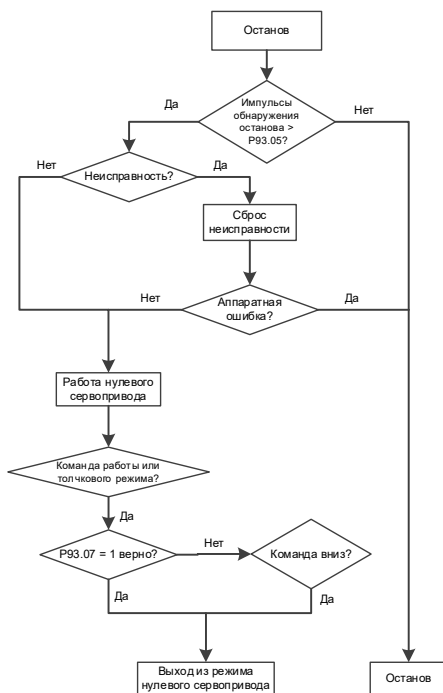 Останов
Да
Импульсы
обнаружения
останова >
P93.05?
Нет
Нет
Неисправность?
Да
Сброс
неисправности
Нет
Аппаратная
ошибка?
Да
Работа нулевого
сервопривода
Команда работы или
толчкового режима?
Да
P93.07 = 1 верно?
Нет
Команда вниз?
Да
Да
Выход из режима
нулевого сервопривода
Останов